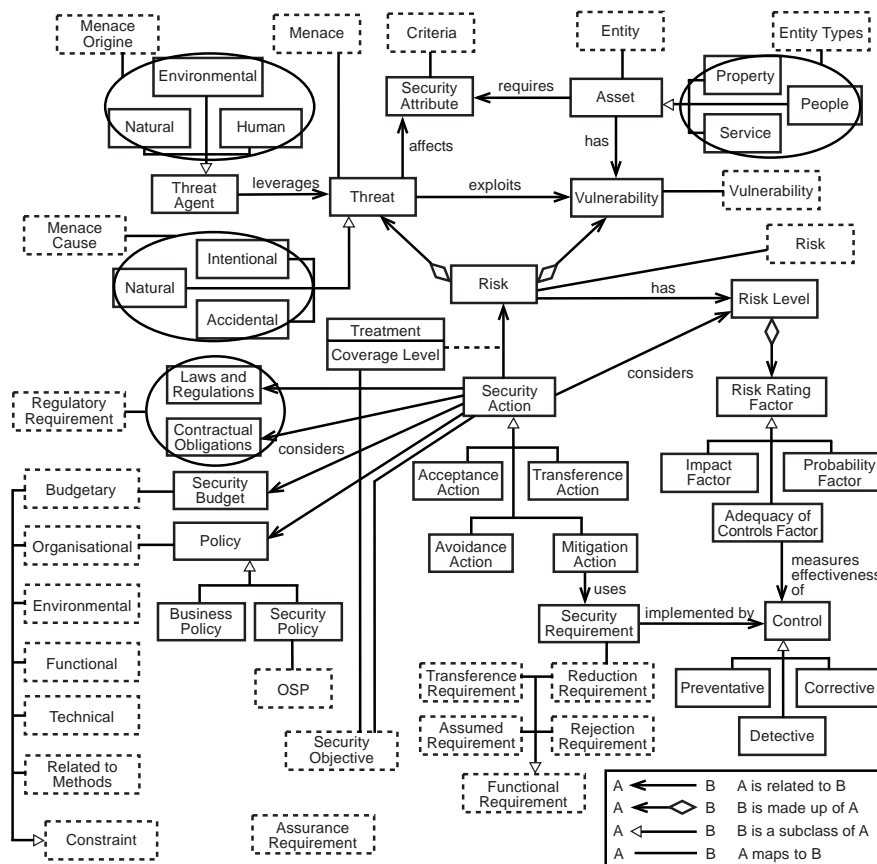 Menace
Origine
Menace
Criteria
Entity
Entity Types
Environmental
Natural
Human
Security
Attribute
requires
Asset
Property
People
Service
affects
has
Threat
Agent
leverages
Threat
exploits
Vulnerability
Vulnerability
Menace
Cause
Intentional
Natural
Accidental
Risk
Risk
has
Risk Level
Treatment
Coverage Level
considers
Laws and
Regulations
Regulatory
Requirement
Contractual
Obligations
Security
Action
Risk Rating
Factor
considers
Budgetary
Security
Budget
Acceptance
Action
Transference
Action
Impact
Factor
Probability
Factor
Organisational
Policy
Avoidance
Action
Mitigation
Action
Adequacy of
Controls Factor
measures
effectiveness
of
uses
Environmental
Business
Policy
Security
Policy
Security
Requirement
implemented by
Control
Functional
OSP
Transference
Requirement
Reduction
Requirement
Preventative
Corrective
Technical
Security
Objective
Assumed
Requirement
Rejection
Requirement
Detective
Related to
Methods
Functional
Requirement
Constraint
Assurance
Requirement
A B A is related to B
A B B is made up of A
A B B is a subclass of A
A B A maps to B